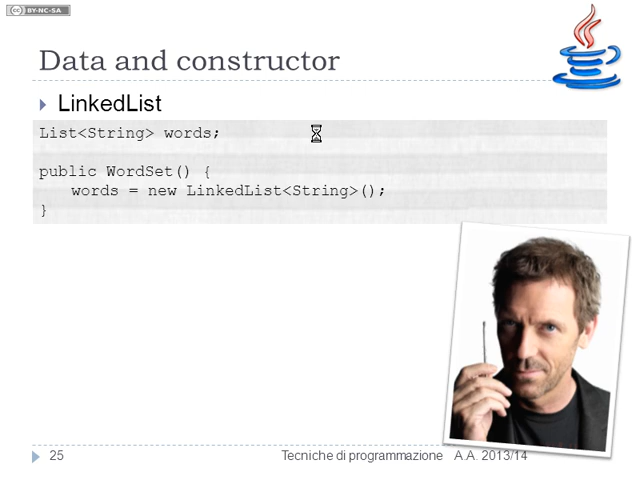 BY-NC-SA
Data and constructor
LinkedList
List<String> words;
public WordSet() {
words = new LinkedList<String>();
}
25 Tecniche di programmazione A.A. 2013/14